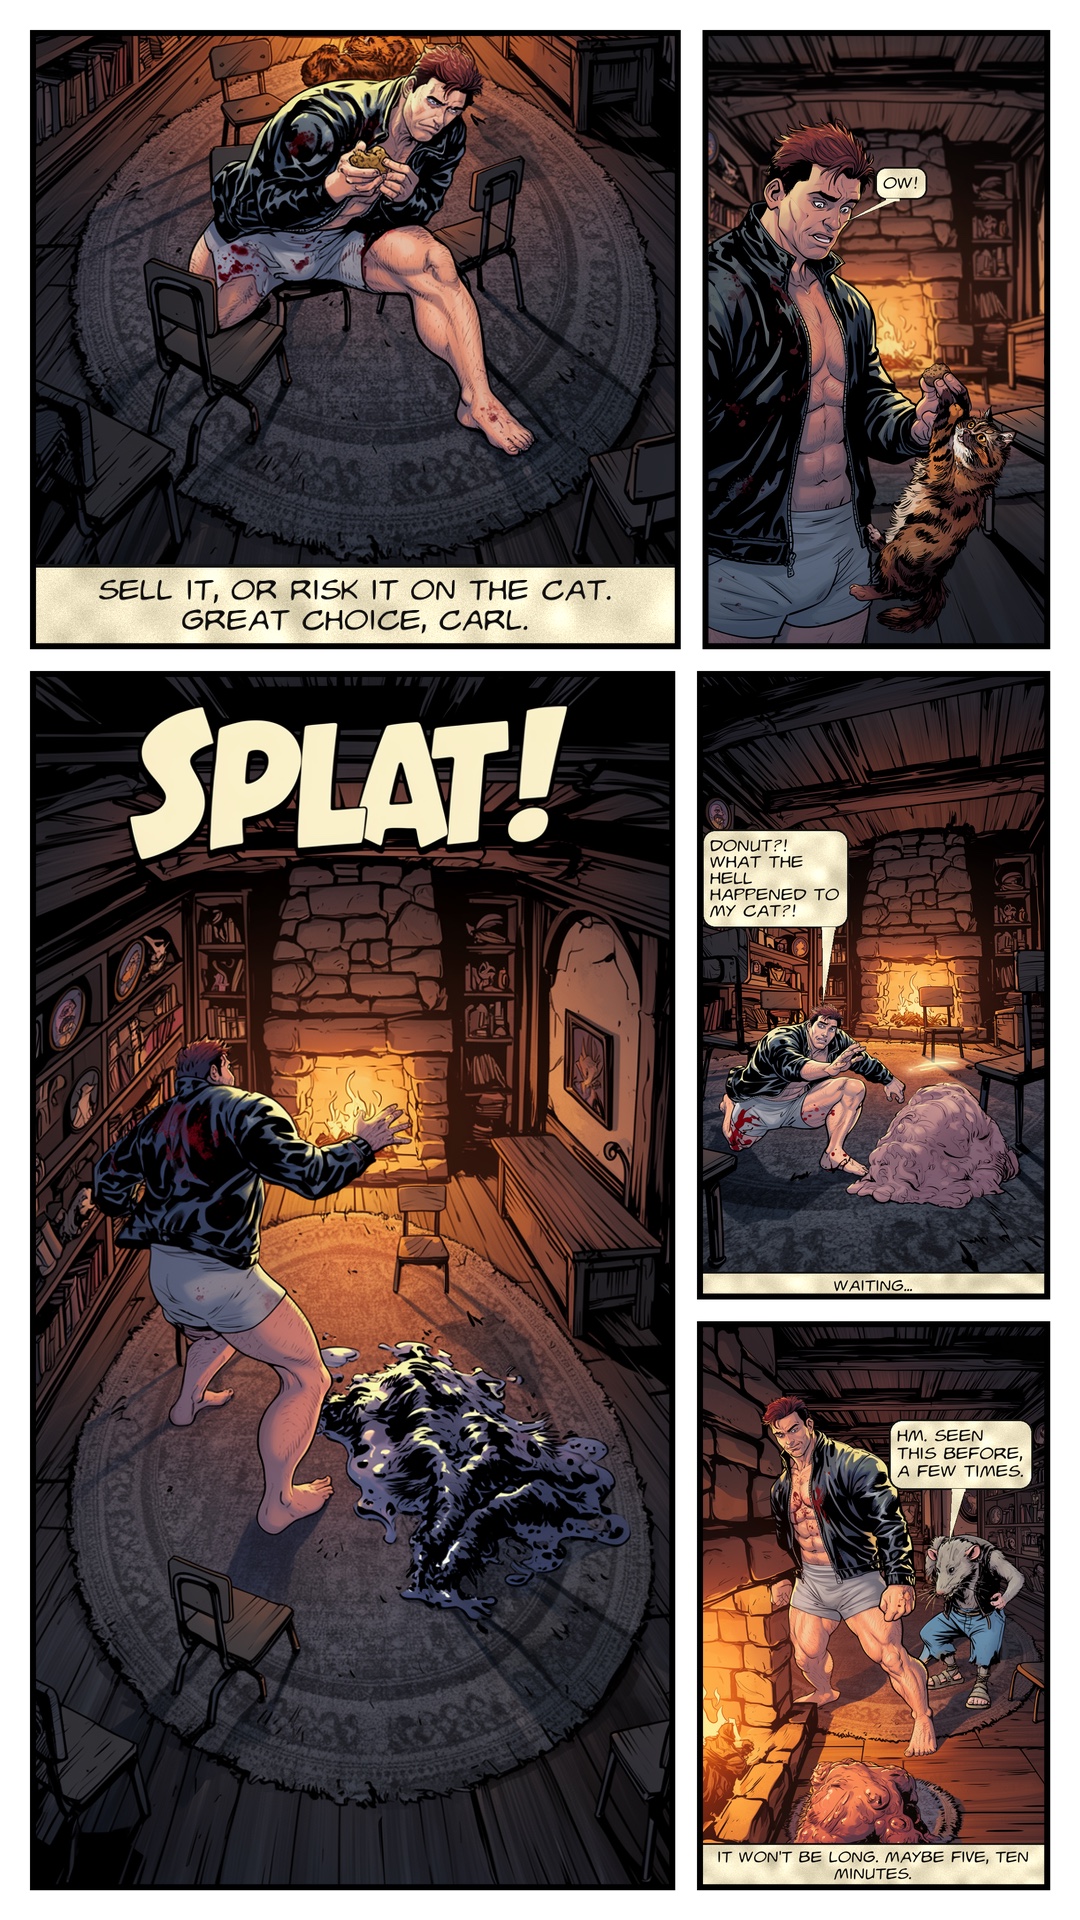 SELL IT, OR RISK IT ON THE CAT.
GREAT CHOICE, CARL.
OW!
SPLAT!
DONUT?!
WHAT THE
HELL
HAPPENED TO
MY CAT?!
WAITING...
HM. SEEN
THIS BEFORE,
A FEW TIMES.
IT WON'T BE LONG. MAYBE FIVE, TEN
MINUTES.